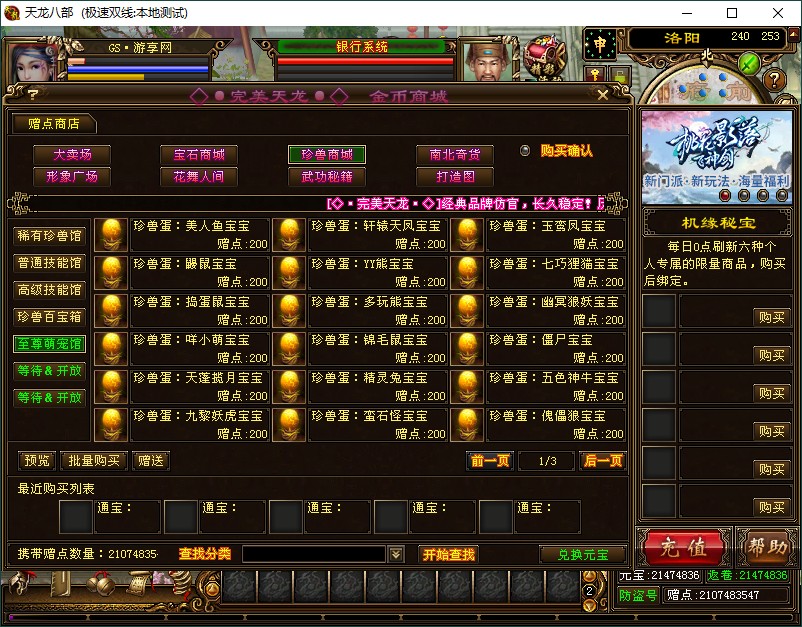 天龙八部 (极速双线:本地测试)
GS·游享网
银行系统
洛阳 240 253
申
精彩
北
? ◇●完美天龙●◇ 金币商城
赠点商店
大卖场 宝石商城 珍兽商城 南北奇货 购买确认
形象广场 花舞人间 武功秘籍 打造图
[◇·完美天龙·◇]经典品牌仿官，长久稳定！
稀有珍兽馆
普通技能馆
高级技能馆
珍兽百宝箱
至尊萌宠馆
等待&开放
等待&开放
珍兽蛋：美人鱼宝宝 珍兽蛋：轩辕天凤宝宝 珍兽蛋：玉鸾凤宝宝
赠点:200 赠点:200 赠点:200
珍兽蛋：鼹鼠宝宝 珍兽蛋：YY熊宝宝 珍兽蛋：七巧狸猫宝宝
赠点:200 赠点:200 赠点:200
珍兽蛋：捣蛋鼠宝宝 珍兽蛋：多玩熊宝宝 珍兽蛋：幽冥狼妖宝宝
赠点:200 赠点:200 赠点:200
珍兽蛋：咩小萌宝宝 珍兽蛋：锦毛鼠宝宝 珍兽蛋：僵尸宝宝
赠点:200 赠点:200 赠点:200
珍兽蛋：天蓬揽月宝宝 珍兽蛋：精灵兔宝宝 珍兽蛋：五色神牛宝宝
赠点:200 赠点:200 赠点:200
珍兽蛋：九黎妖虎宝宝 珍兽蛋：蛮石怪宝宝 珍兽蛋：傀儡狼宝宝
赠点:200 赠点:200 赠点:200
预览 批量购买 赠送 前一页 1/3 后一页
最近购买列表
通宝： 通宝： 通宝： 通宝： 通宝：
携带赠点数量：21074835 查找分类 开始查找 兑换元宝
桃花影落
百种自
新门派·新玩法·海量福利
机缘秘宝
每日0点刷新六种个
人专属的限量商品，购买
后绑定。
购买
购买
购买
购买
购买
购买
充值 帮助
2
元宝:21474836 返卷:21474836
防盗号 赠点:2107483547